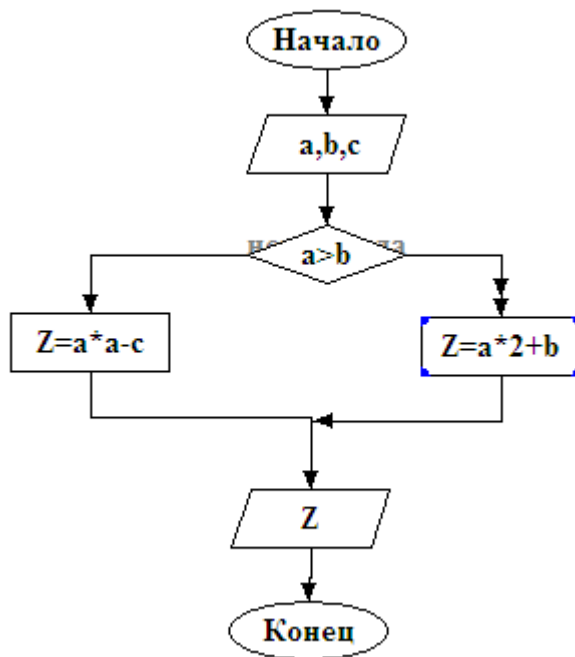 Начало
a,b,c
a>b
Z=a*a-c
Z=a*2+b
Z
Конец